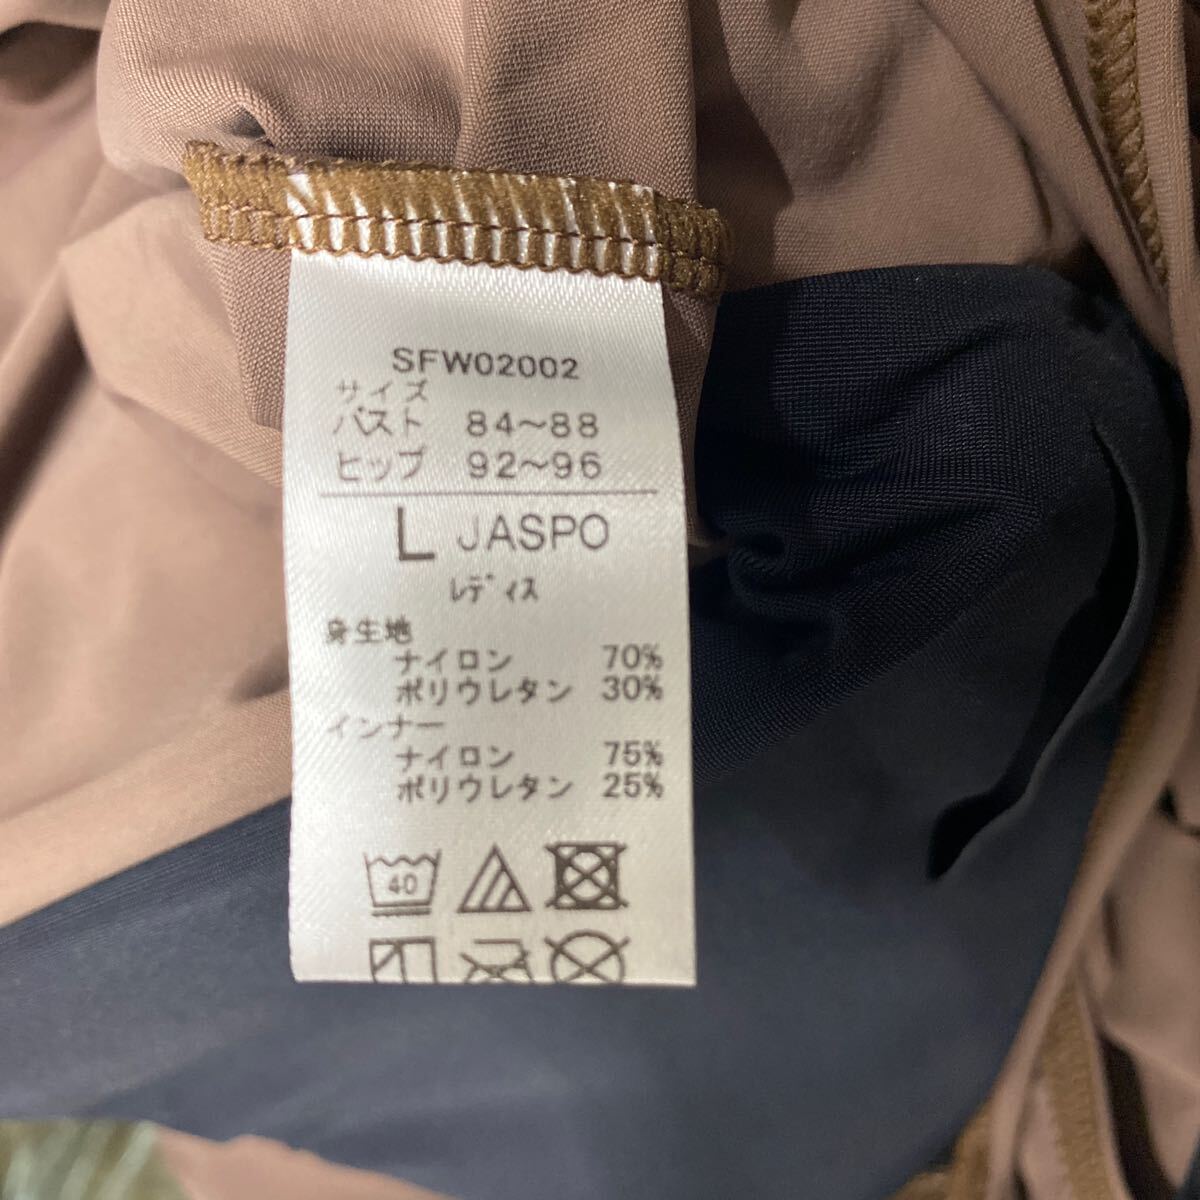 SFW02002
サイズ
バスト 84～88
ヒップ 92～96
L JASPO
レディス
身生地
ナイロン 70%
ポリウレタン 30%
インナー
ナイロン 75%
ポリウレタン 25%
40